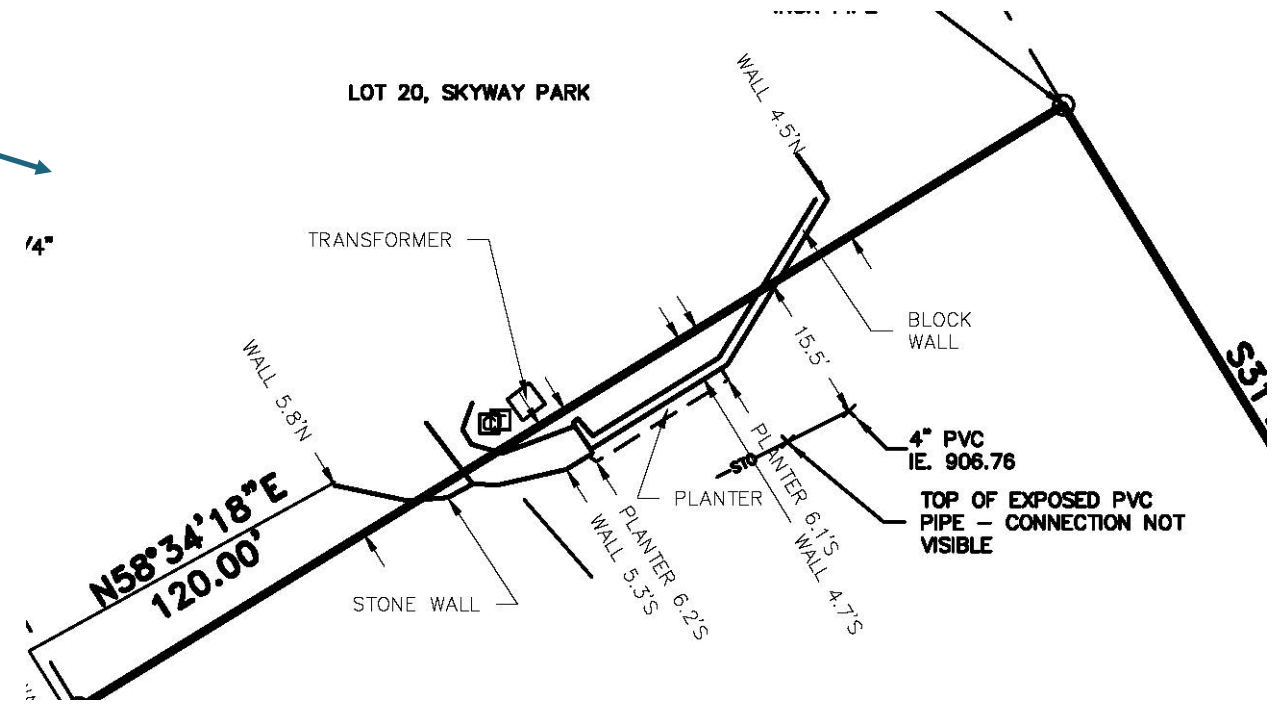 LOT 20, SKYWAY PARK
WALL 4.5'N
/4"
TRANSFORMER
BLOCK
WALL
15.5'
WALL 5.8'N
4" PVC
IE. 906.76
STO
PLANTER
TOP OF EXPOSED PVC
PIPE – CONNECTION NOT
VISIBLE
PLANTER 6.1'S
WALL 4.7'S
PLANTER 6.2'S
WALL 5.3'S
N58°34'18"E
120.00'
STONE WALL
S31